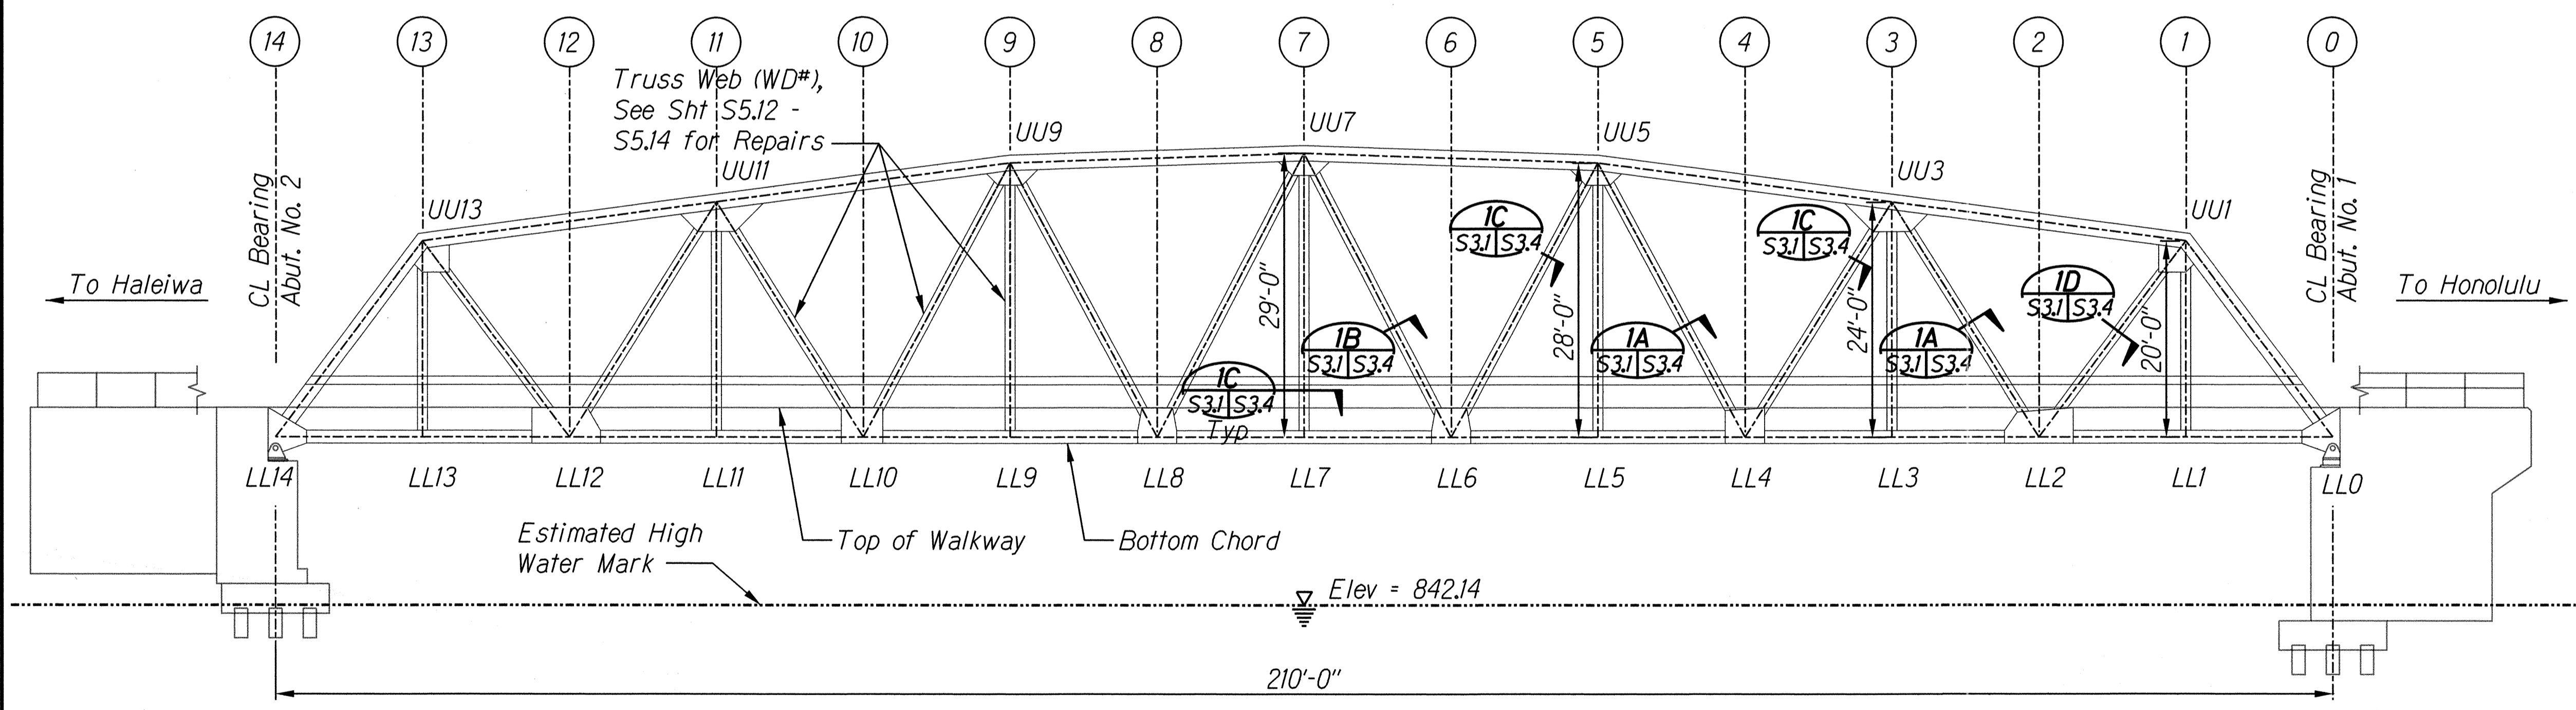 14 13 12 11 10 9 8 7 6 5 4 3 2 1 0
Truss Web (WD#),
See Sht S5.12 -
S5.14 for Repairs
UU13
UU11
UU9
UU7
UU5
UU3
UU1
CL Bearing
Abut. No. 2
CL Bearing
Abut. No. 1
To Haleiwa
To Honolulu
1C
S3.1 S3.4
1C
S3.1 S3.4
1D
S3.1 S3.4
1B
S3.1 S3.4
1A
S3.1 S3.4
1A
S3.1 S3.4
1C
S3.1 S3.4
Typ
29'-0"
28'-0"
24'-0"
20'-0"
LL14 LL13 LL12 LL11 LL10 LL9 LL8 LL7 LL6 LL5 LL4 LL3 LL2 LL1 LL0
Top of Walkway
Bottom Chord
Estimated High
Water Mark
Elev = 842.14
210'-0"